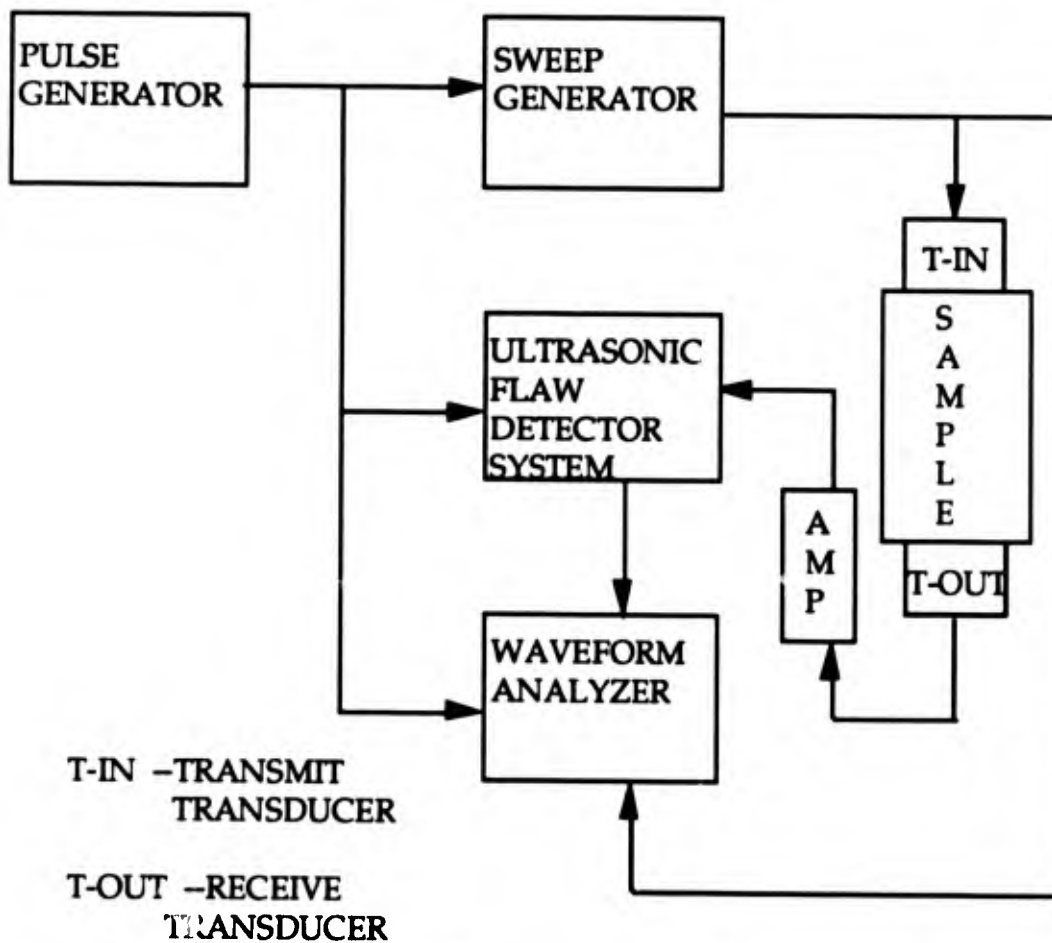 PULSE
GENERATOR
SWEEP
GENERATOR
T-IN
S
A
M
P
L
E
T-OUT
ULTRASONIC
FLAW
DETECTOR
SYSTEM
A
M
P
WAVEFORM
ANALYZER
T-IN –TRANSMIT
TRANSDUCER
T-OUT –RECEIVE
TRANSDUCER